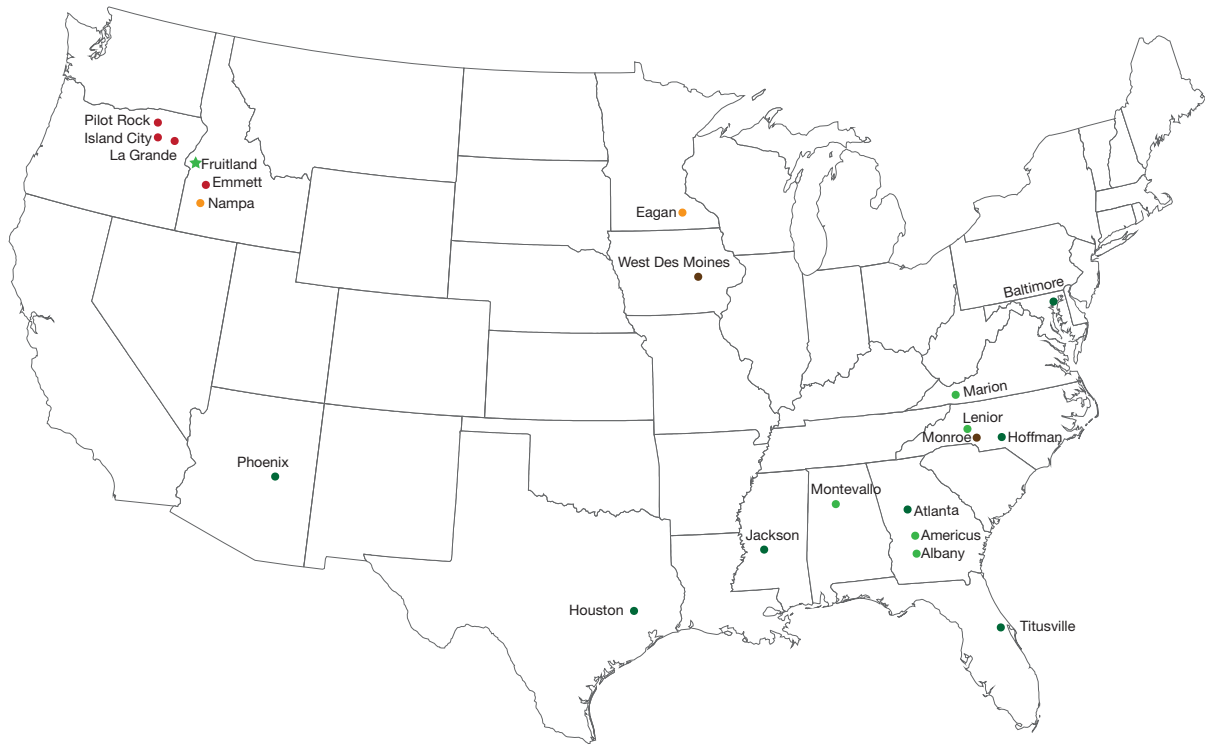 Pilot Rock
Island City
La Grande
Fruitland
Emmett
Nampa
Eagan
West Des Moines
Baltimore
Marion
Lenior
Monroe
Hoffman
Phoenix
Montevallo
Atlanta
Jackson
Americus
Albany
Houston
Titusville